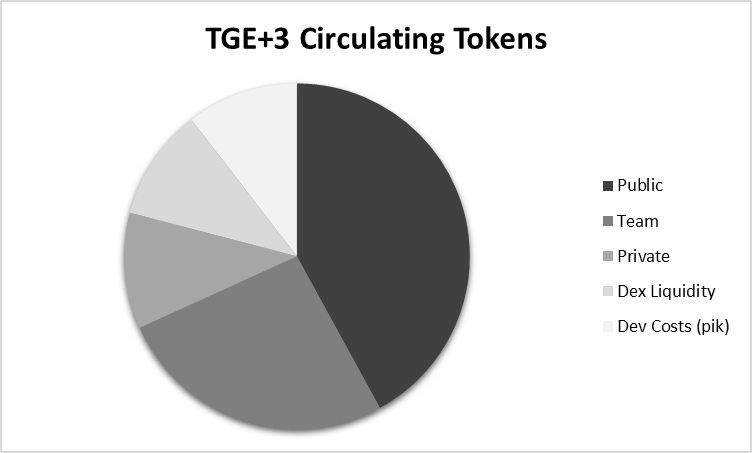 TGE+3 Circulating Tokens
Public
Team
Private
Dex Liquidity
Dev Costs (pik)